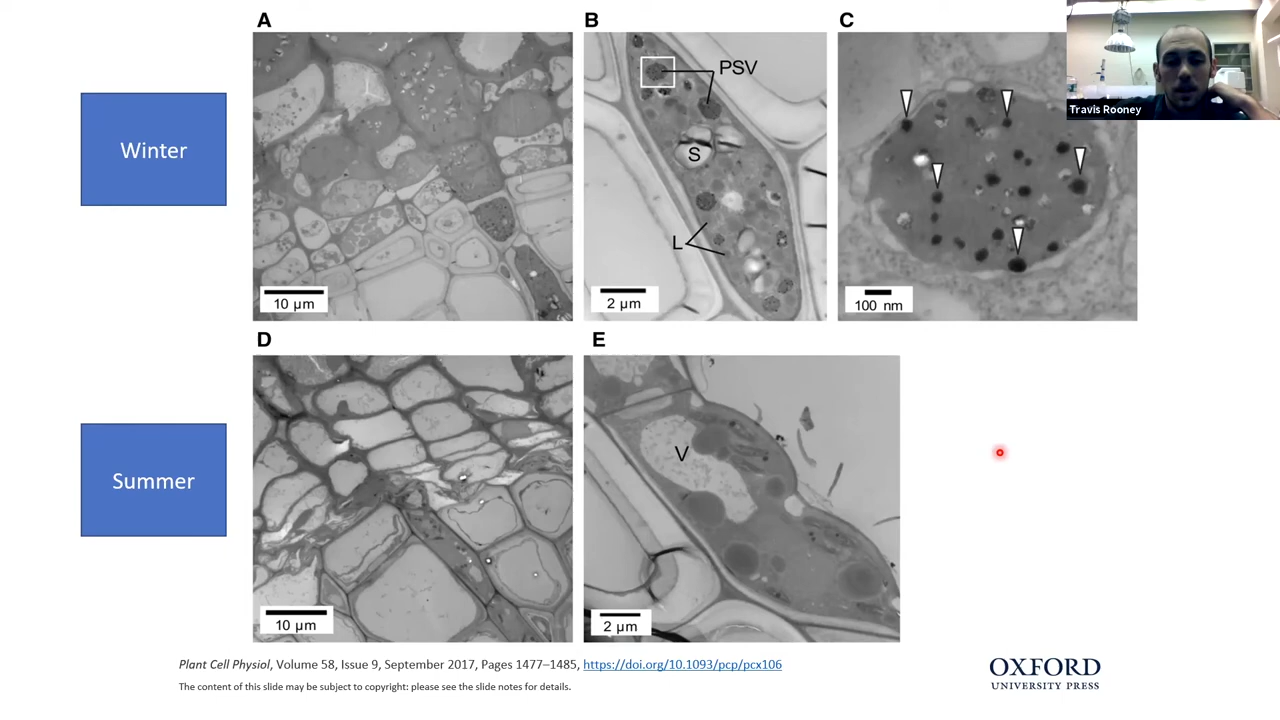 A
B
C
Travis Rooney
Winter
PSV
S
L
10 µm
2 µm
100 nm
D
E
Summer
V
10 µm
2 µm
Plant Cell Physiol, Volume 58, Issue 9, September 2017, Pages 1477–1485, https://doi.org/10.1093/pcp/pcx106
The content of this slide may be subject to copyright: please see the slide notes for details.
OXFORD
UNIVERSITY PRESS